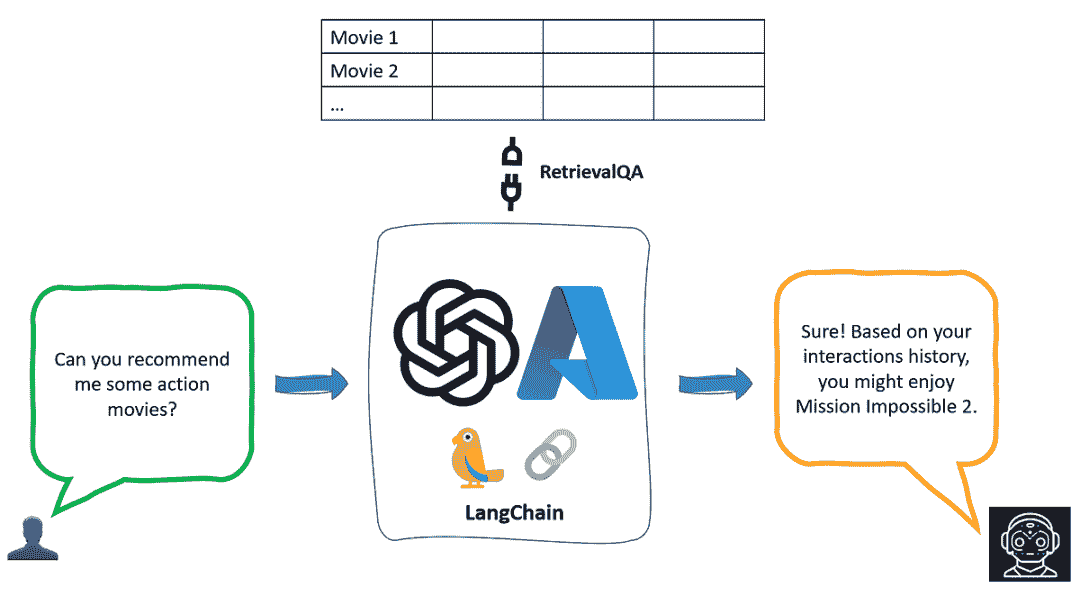 Movie 1
Movie 2
...
RetrievalQA
Can you recommend
me some action
movies?
LangChain
Sure! Based on your
interactions history,
you might enjoy
Mission Impossible 2.